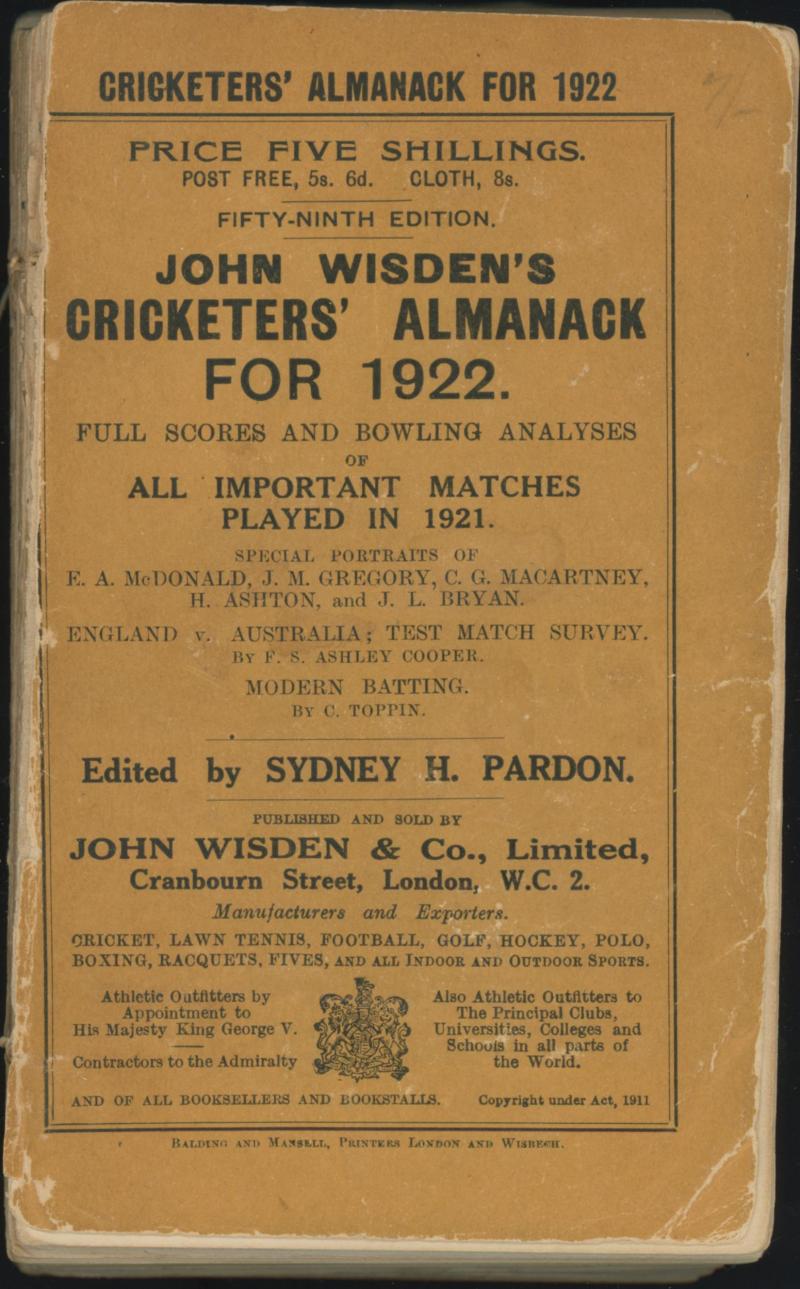 CRICKETERS' ALMANACK FOR 1922
7/-
PRICE FIVE SHILLINGS.
POST FREE, 5s. 6d. CLOTH, 8s.
FIFTY-NINTH EDITION.
JOHN WISDEN'S
CRICKETERS' ALMANACK
FOR 1922.
FULL SCORES AND BOWLING ANALYSES
OF
ALL IMPORTANT MATCHES
PLAYED IN 1921.
SPECIAL PORTRAITS OF
E. A. McDONALD, J. M. GREGORY, C. G. MACARTNEY,
H. ASHTON, and J. L. BRYAN.
ENGLAND v. AUSTRALIA; TEST MATCH SURVEY.
BY F. S. ASHLEY COOPER.
MODERN BATTING.
BY C. TOPPIN.
Edited by SYDNEY H. PARDON.
PUBLISHED AND SOLD BY
JOHN WISDEN & Co., Limited,
Cranbourn Street, London, W.C. 2.
Manufacturers and Exporters.
CRICKET, LAWN TENNIS, FOOTBALL, GOLF, HOCKEY, POLO,
BOXING, RACQUETS, FIVES, AND ALL INDOOR AND OUTDOOR SPORTS.
Athletic Outfitters by
Appointment to
His Majesty King George V.
Contractors to the Admiralty
Also Athletic Outfitters to
The Principal Clubs,
Universities, Colleges and
Schools in all parts of
the World.
AND OF ALL BOOKSELLERS AND BOOKSTALLS. Copyright under Act, 1911
BALDING AND MANSELL, PRINTERS LONDON AND WISBECH.